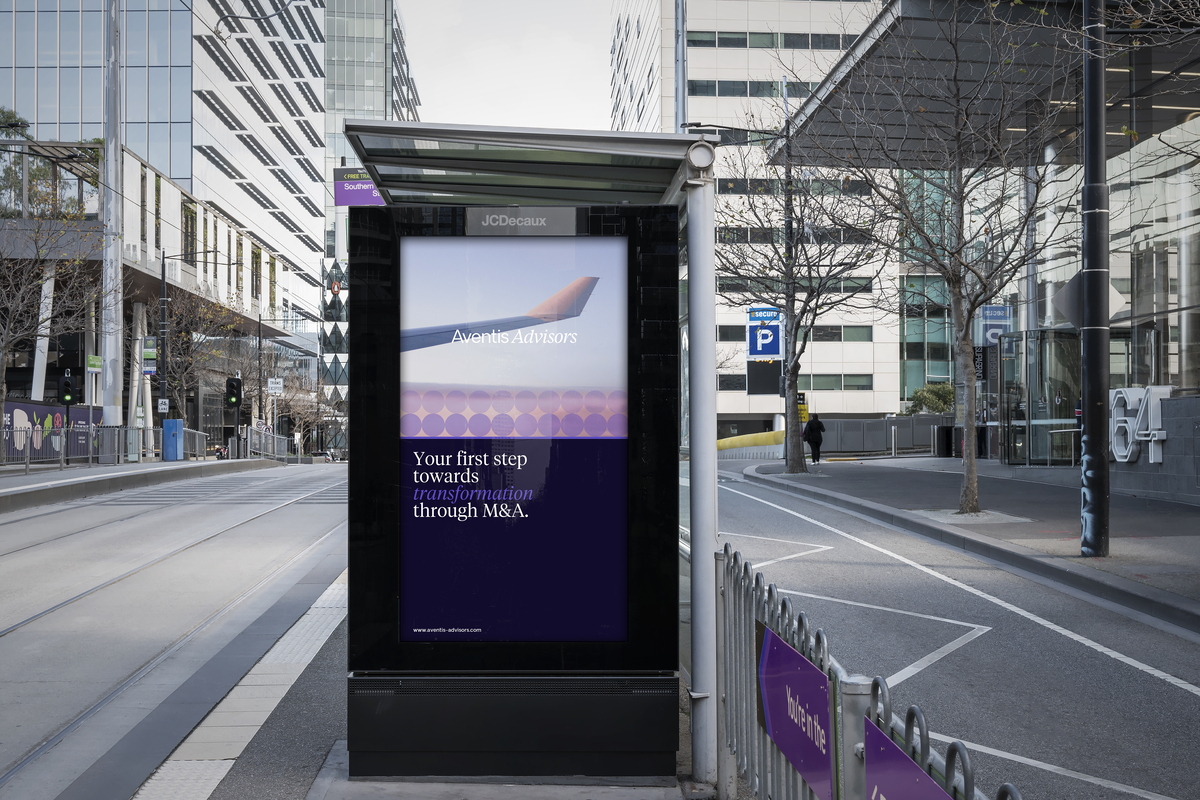 C FREE TRA
Southern
S
JCDecaux
Aventis Advisors
Your first step
towards
transformation
through M&A.
www.aventis-advisors.com
secure
P
64
You're in the